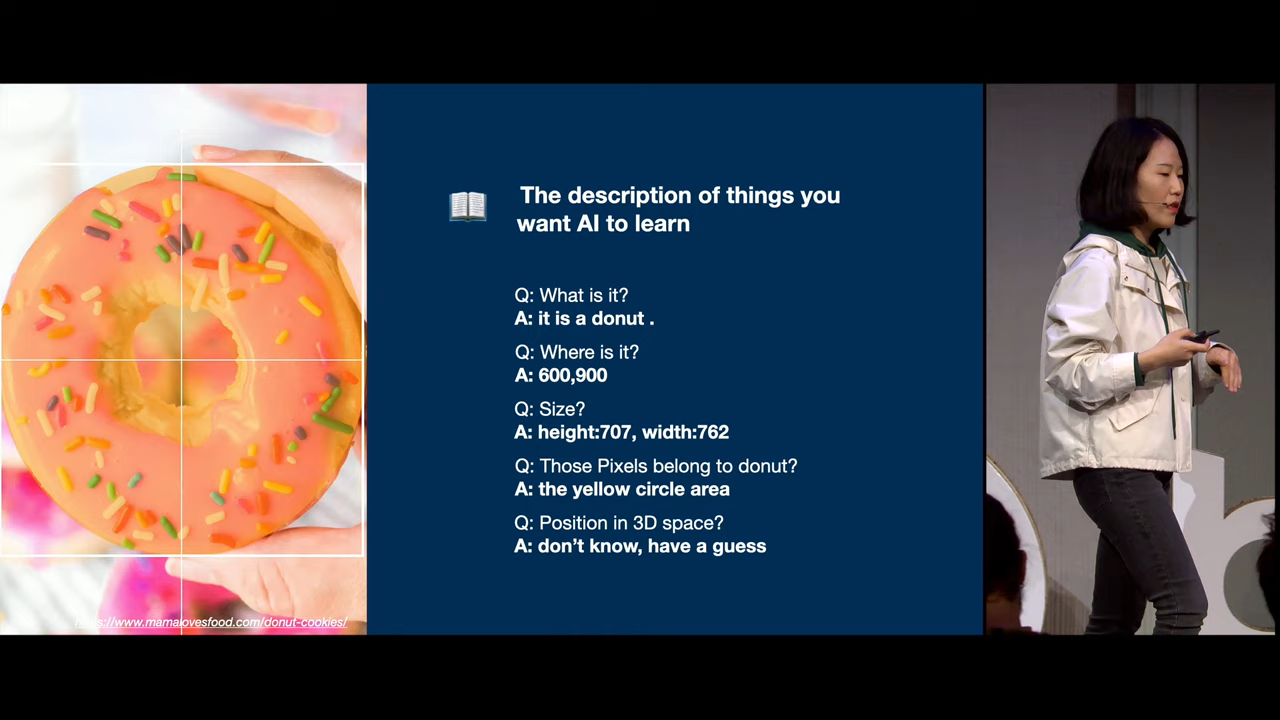 The description of things you
want AI to learn
Q: What is it?
A: it is a donut .
Q: Where is it?
A: 600,900
Q: Size?
A: height:707, width:762
Q: Those Pixels belong to donut?
A: the yellow circle area
Q: Position in 3D space?
A: don’t know, have a guess
https://www.mamalovesfood.com/donut-cookies/